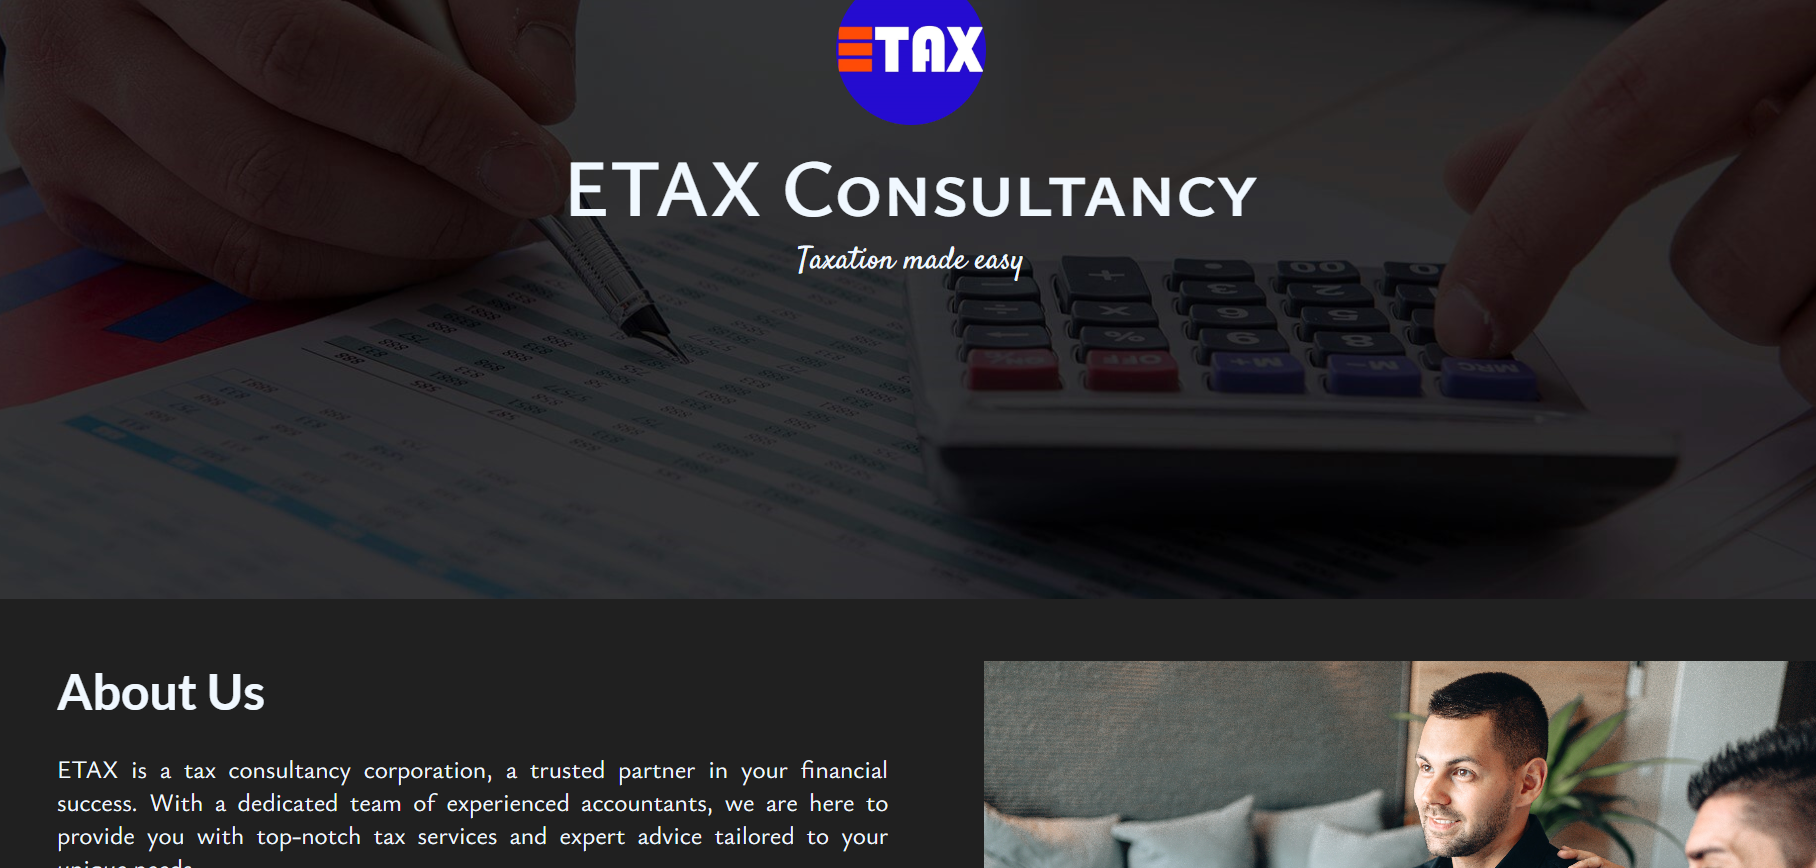 ETAX
ETAX Consultancy
Taxation made easy
About Us
ETAX is a tax consultancy corporation, a trusted partner in your financial
success. With a dedicated team of experienced accountants, we are here to
provide you with top-notch tax services and expert advice tailored to your
unique needs.